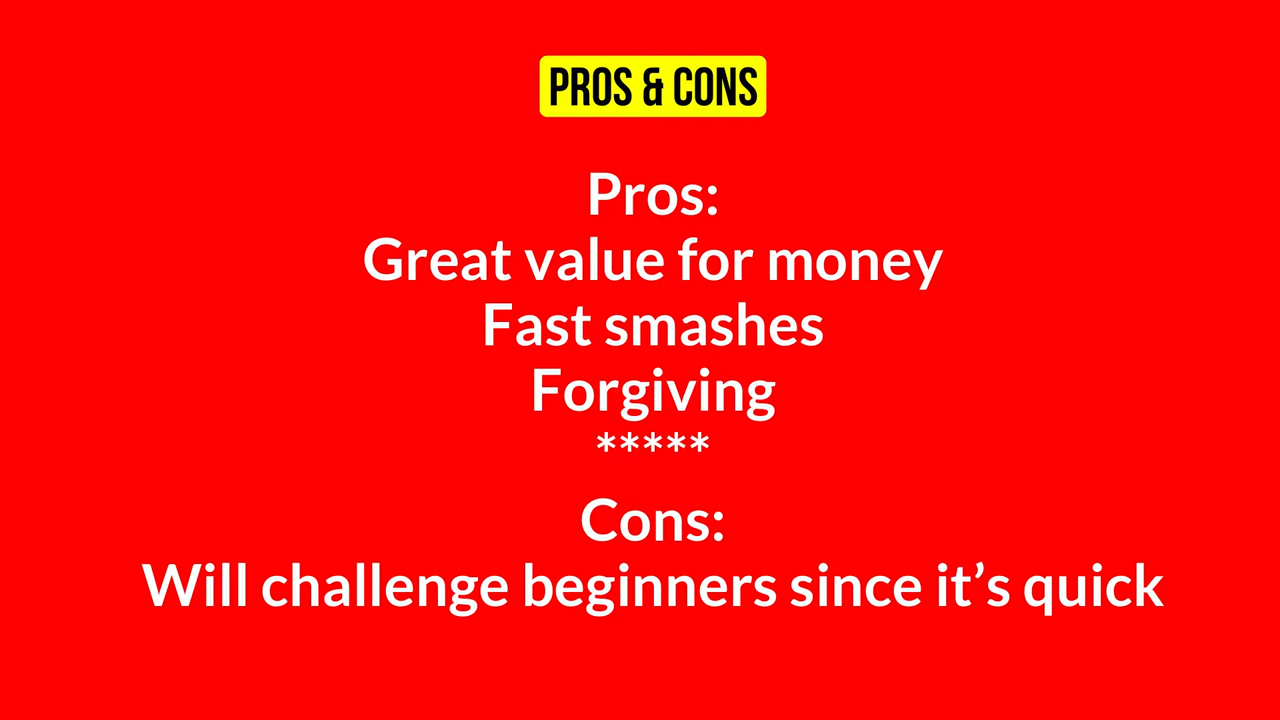 PROS & CONS
Pros:
Great value for money
Fast smashes
Forgiving
*****
Cons:
Will challenge beginners since it’s quick